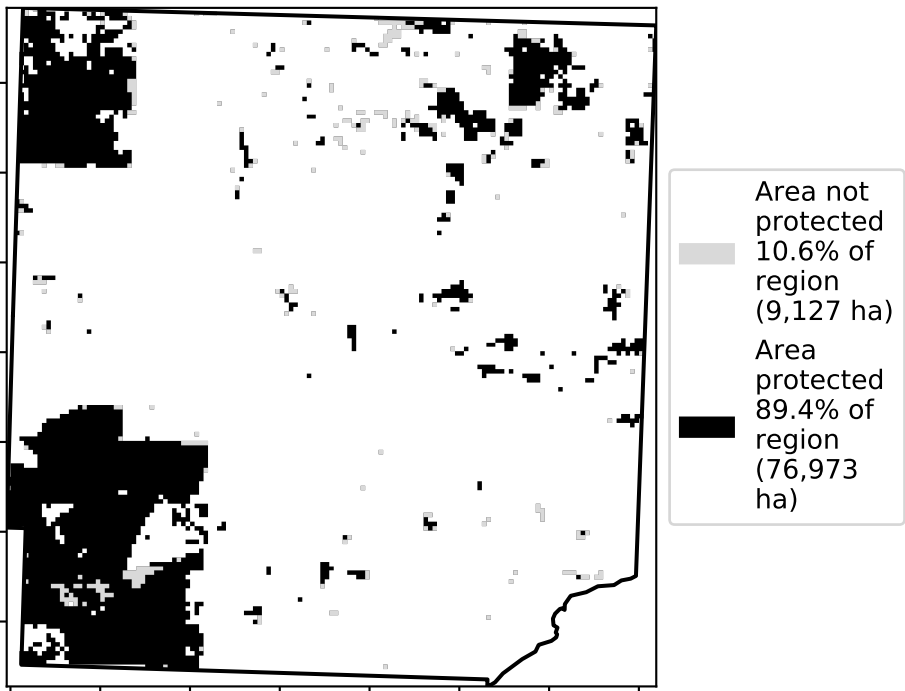 Area not
protected
10.6% of
region
(9,127 ha)
Area
protected
89.4% of
region
(76,973
ha)